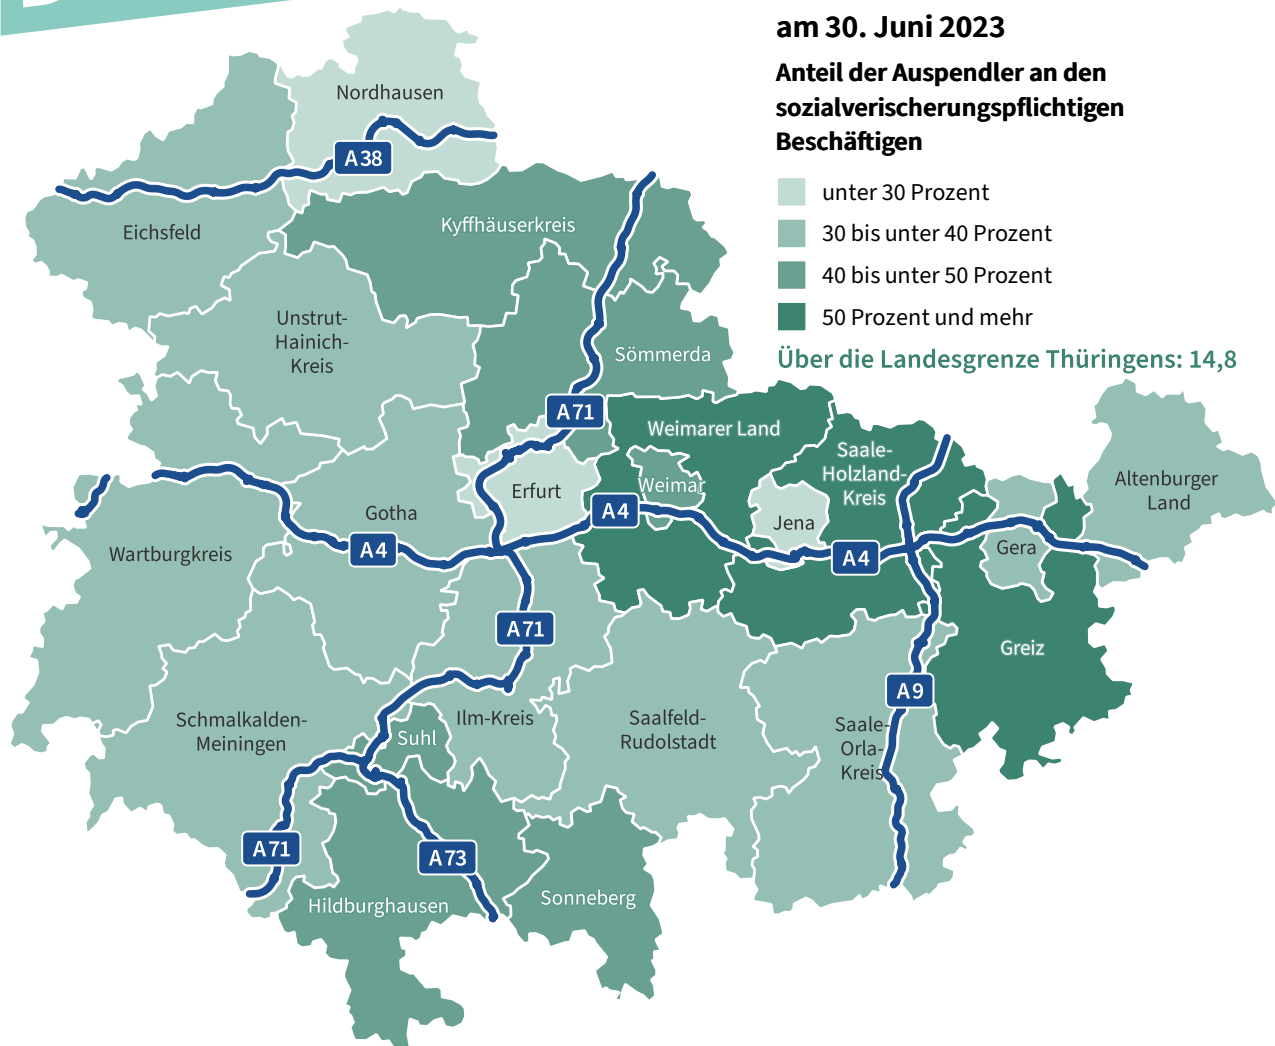 am 30. Juni 2023
Anteil der Auspendler an den
sozialverischerungspflichtigen
Beschäftigen
unter 30 Prozent
30 bis unter 40 Prozent
40 bis unter 50 Prozent
50 Prozent und mehr
Über die Landesgrenze Thüringens: 14,8
Nordhausen
A38
Eichsfeld
Kyffhäuserkreis
Unstrut-
Hainich-
Kreis
Sömmerda
A71
Weimarer Land
Saale-
Holzland-
Kreis
Altenburger
Land
Weimar
Erfurt
A4
Jena
Gotha
Wartburgkreis
A4
A4
Gera
A71
Greiz
A9
Schmalkalden-
Meiningen
Suhl
Ilm-Kreis
Saalfeld-
Rudolstadt
Saale-
Orla-
Kreis
A71
A73
Hildburghausen
Sonneberg